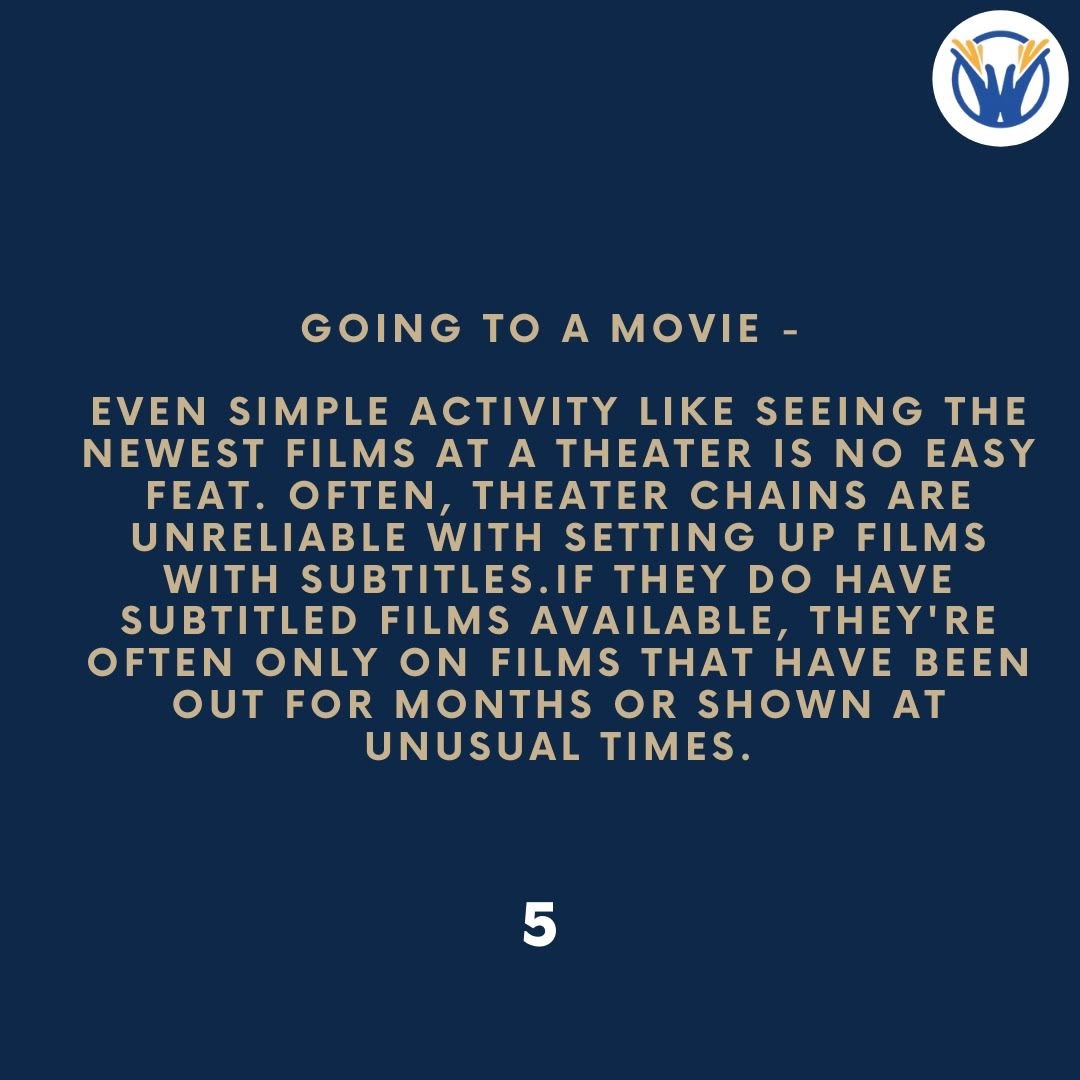 GOING TO A MOVIE -
EVEN SIMPLE ACTIVITY LIKE SEEING THE
NEWEST FILMS AT A THEATER IS NO EASY
FEAT. OFTEN, THEATER CHAINS ARE
UNRELIABLE WITH SETTING UP FILMS
WITH SUBTITLES.IF THEY DO HAVE
SUBTITLED FILMS AVAILABLE, THEY'RE
OFTEN ONLY ON FILMS THAT HAVE BEEN
OUT FOR MONTHS OR SHOWN AT
UNUSUAL TIMES.
5